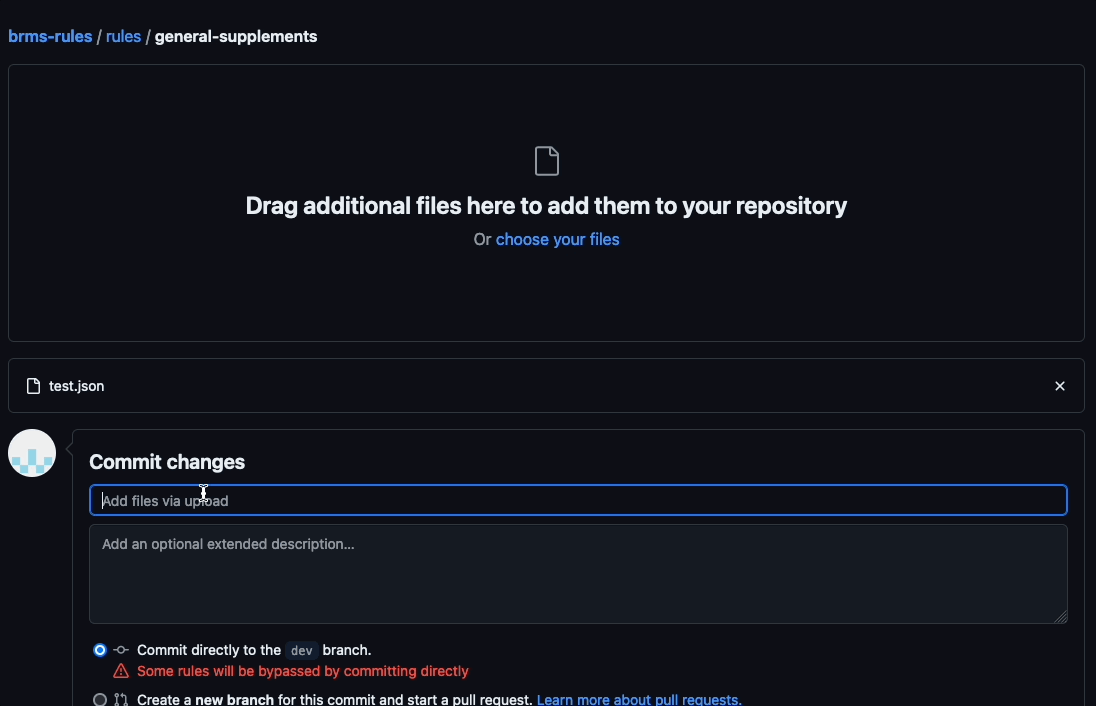 brms-rules / rules / general-supplements
Drag additional files here to add them to your repository
Or choose your files
test.json
Commit changes
Add files via upload
Add an optional extended description...
Commit directly to the dev branch.
Some rules will be bypassed by committing directly
Create a new branch for this commit and start a pull request. Learn more about pull requests.